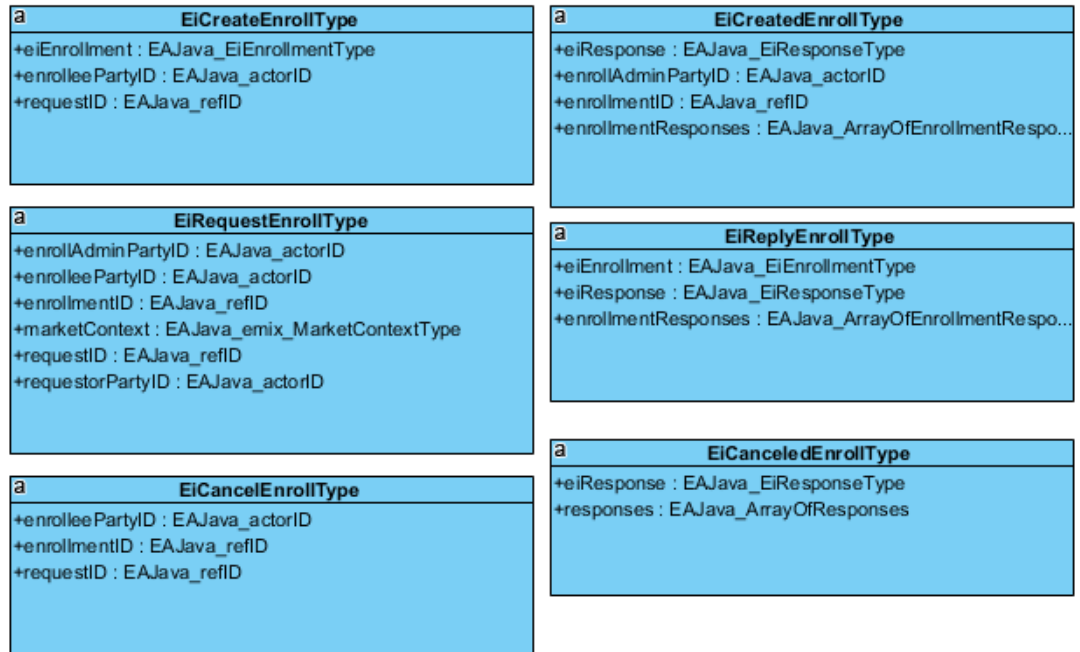 a
EiCreateEnrollType
+eiEnrollment : EAJava_EiEnrollmentType
+enrolleePartyID : EAJava_actorID
+requestID : EAJava_refID
a
EiRequestEnrollType
+enrollAdminPartyID : EAJava_actorID
+enrolleePartyID : EAJava_actorID
+enrollmentID : EAJava_refID
+marketContext : EAJava_emix_MarketContextType
+requestID : EAJava_refID
+requestorPartyID : EAJava_actorID
a
EiCancelEnrollType
+enrolleePartyID : EAJava_actorID
+enrollmentID : EAJava_refID
+requestID : EAJava_refID
a
EiCreatedEnrollType
+eiResponse : EAJava_EiResponseType
+enrollAdminPartyID : EAJava_actorID
+enrollmentID : EAJava_refID
+enrollmentResponses : EAJava_ArrayOfEnrollmentRespo...
a
EiReplyEnrollType
+eiEnrollment : EAJava_EiEnrollmentType
+eiResponse : EAJava_EiResponseType
+enrollmentResponses : EAJava_ArrayOfEnrollmentRespo...
a
EiCanceledEnrollType
+eiResponse : EAJava_EiResponseType
+responses : EAJava_ArrayOfResponses